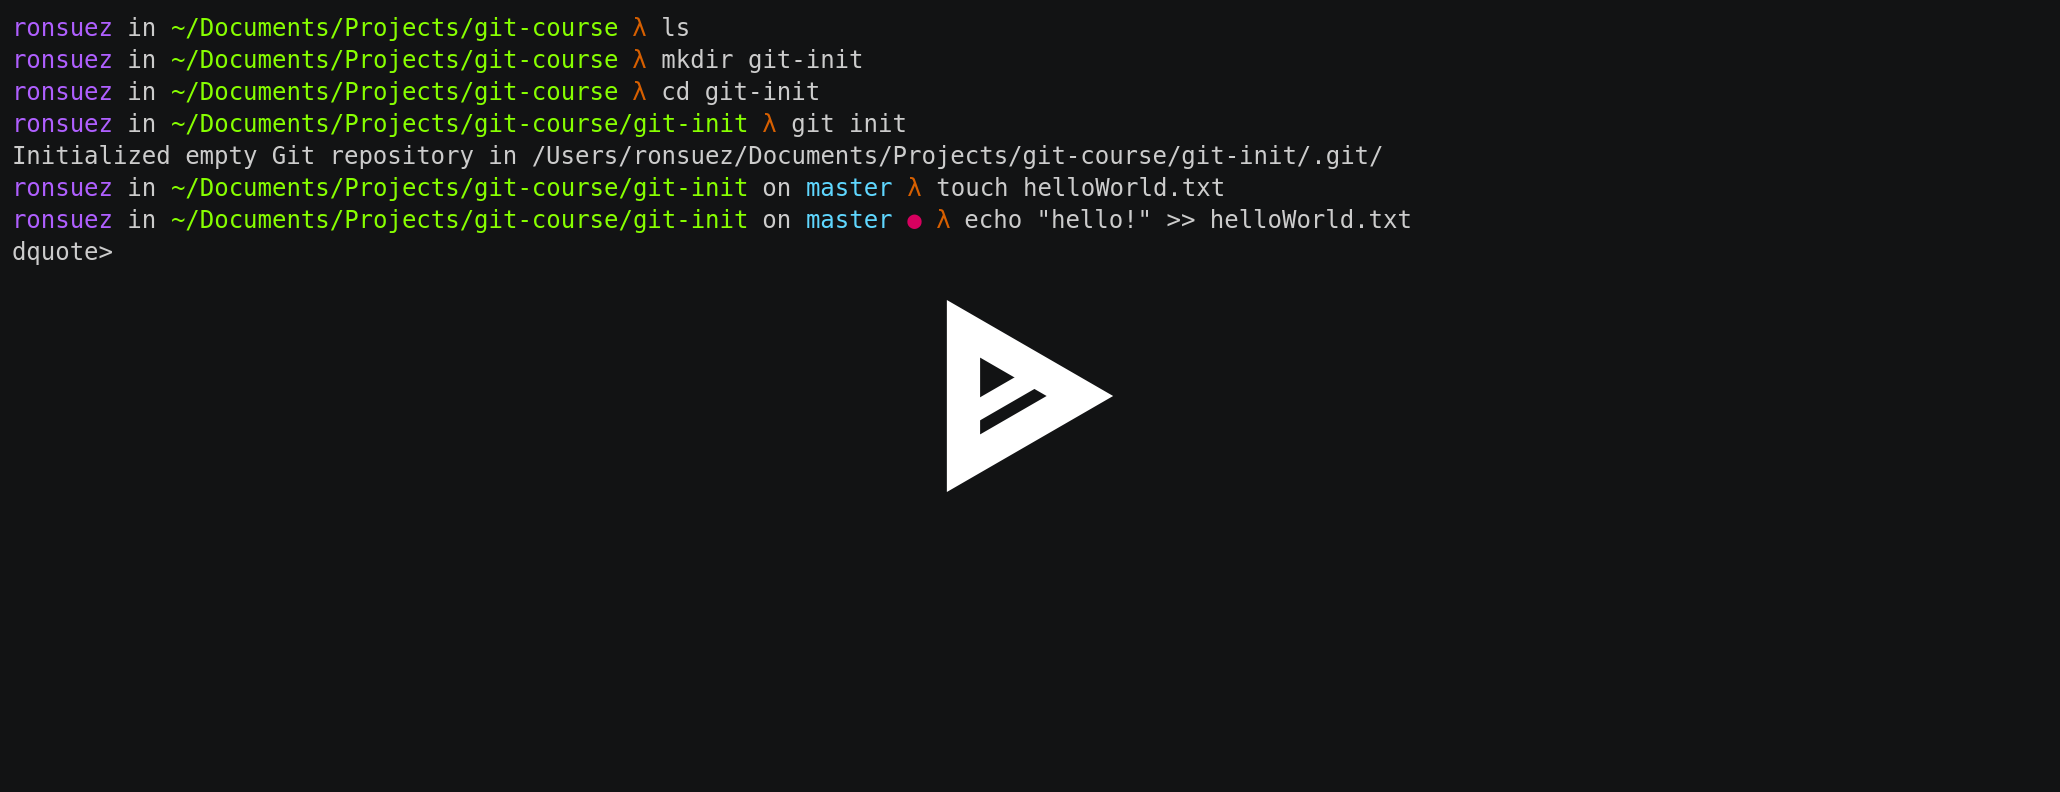 ronsuez in ~/Documents/Projects/git-course λ ls
ronsuez in ~/Documents/Projects/git-course λ mkdir git-init
ronsuez in ~/Documents/Projects/git-course λ cd git-init
ronsuez in ~/Documents/Projects/git-course/git-init λ git init
Initialized empty Git repository in /Users/ronsuez/Documents/Projects/git-course/git-init/.git/
ronsuez in ~/Documents/Projects/git-course/git-init on master λ touch helloWorld.txt
ronsuez in ~/Documents/Projects/git-course/git-init on master ● λ echo "hello!" >> helloWorld.txt
dquote>